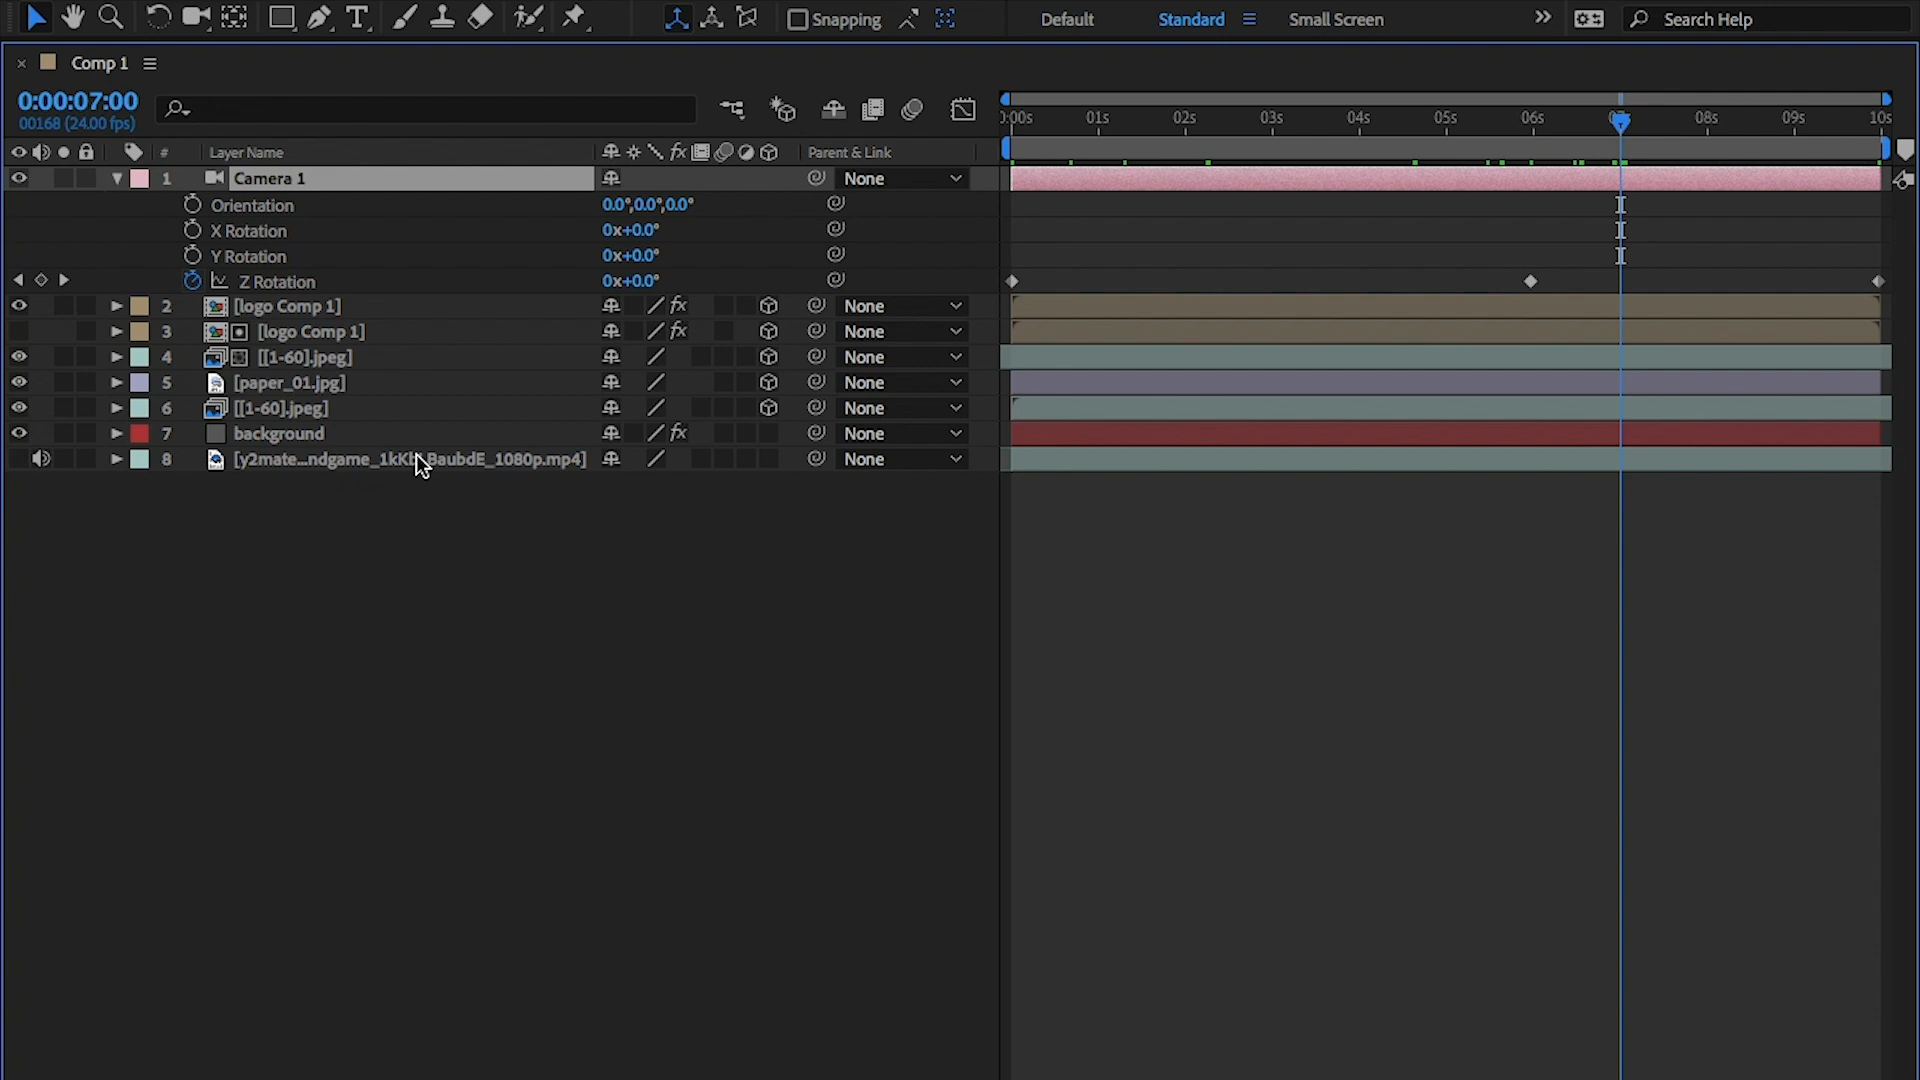 Snapping
Default
Standard
Small Screen
Search Help
Comp 1
0:00:07:00
00168 (24.00 fps)
0:00s 01s 02s 03s 04s 05s 06s 08s 09s 10s
# Layer Name fx Parent & Link
1 Camera 1 None
Orientation 0.0°,0.0°,0.0°
X Rotation 0x+0.0°
Y Rotation 0x+0.0°
Z Rotation 0x+0.0°
2 [logo Comp 1] fx None
3 [logo Comp 1] fx None
4 [[1-60].jpeg] None
5 [paper_01.jpg] None
6 [[1-60].jpeg] None
7 background fx None
8 None